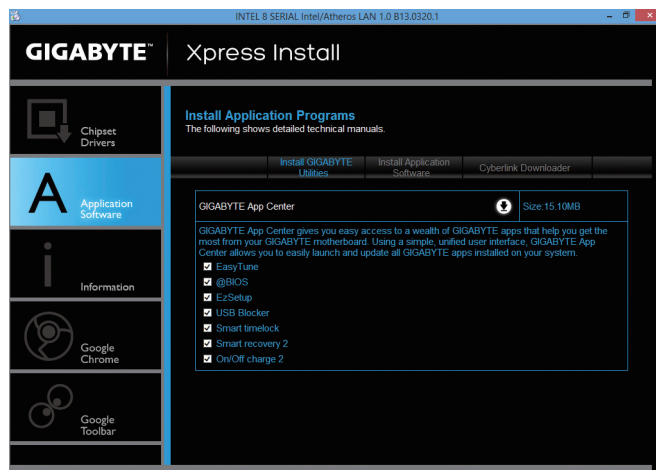 INTEL 8 SERIAL Intel/Atheros LAN 1.0 B13.0320.1
GIGABYTE™
Xpress Install
Chipset
Drivers
Application
Software
Information
Google
Chrome
Google
Toolbar
Install Application Programs
The following shows detailed technical manuals.
Install GIGABYTE
Utilities
Install Application
Software
Cyberlink Downloader
GIGABYTE App Center
Size:15.10MB
GIGABYTE App Center gives you easy access to a wealth of GIGABYTE apps that help you get the
most from your GIGABYTE motherboard. Using a simple, unified user interface, GIGABYTE App
Center allows you to easily launch and update all GIGABYTE apps installed on your system.
EasyTune
@BIOS
EzSetup
USB Blocker
Smart timelock
Smart recovery 2
On/Off charge 2